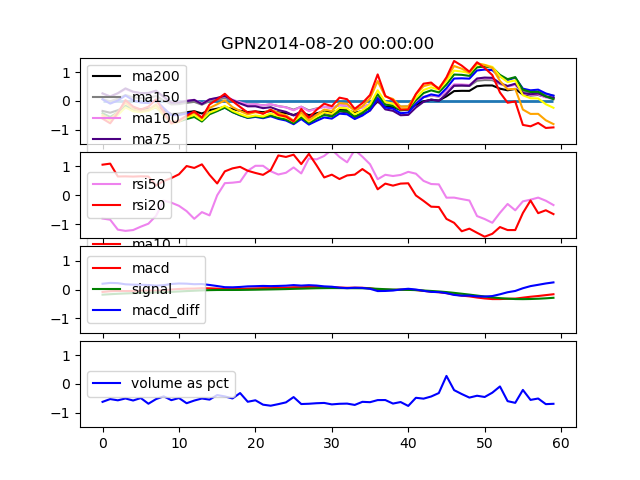 GPN2014-08-20 00:00:00
1
0
−1
ma200
ma150
ma100
ma75
1
0
−1
rsi50
rsi20
ma10
1
0
−1
macd
signal
macd_diff
1
0
−1
volume as pct
0 10 20 30 40 50 60